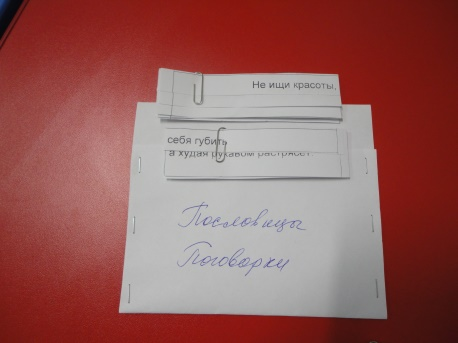 Не ищи красоты,
себя губить
а худая рукавом растрясет.
Пословицы
Поговорки